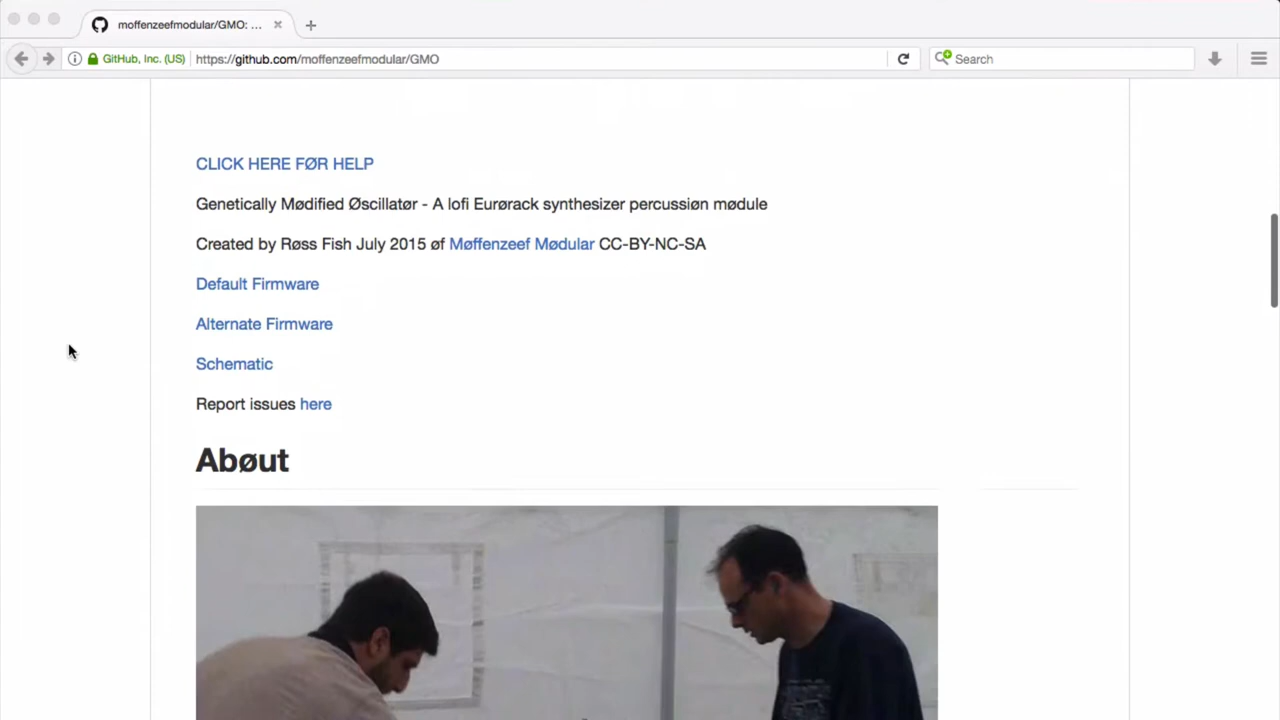 moffenzeefmodular/GMO: ...
GitHub, Inc. (US)
https://github.com/moffenzeefmodular/GMO
Search
CLICK HERE FØR HELP
Genetically Mødified Øscillatør - A lofi Eurørack synthesizer percussiøn mødule
Created by Røss Fish July 2015 øf Møffenzeef Mødular CC-BY-NC-SA
Default Firmware
Alternate Firmware
Schematic
Report issues here
Abøut